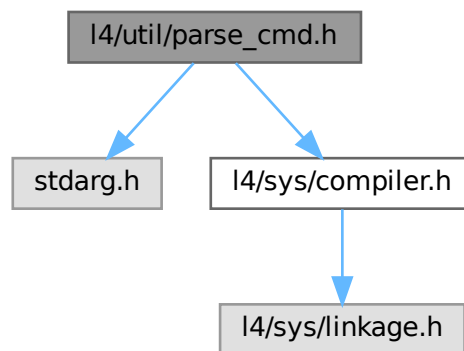 l4/util/parse_cmd.h
stdarg.h
l4/sys/compiler.h
l4/sys/linkage.h